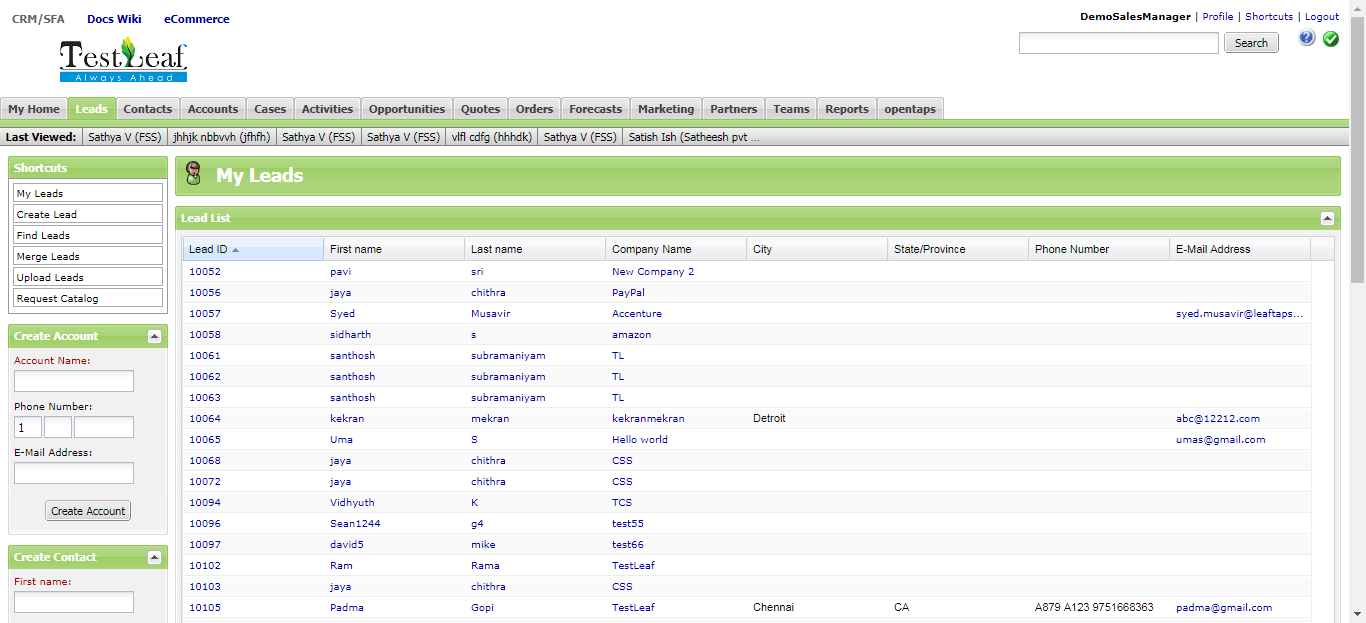 CRM/SFA Docs Wiki eCommerce
DemoSalesManager | Profile | Shortcuts | Logout
TestLeaf
Always Ahead
Search
?
My Home Leads Contacts Accounts Cases Activities Opportunities Quotes Orders Forecasts Marketing Partners Teams Reports opentaps
Last Viewed: Sathya V (FSS) jhhjk nbbvvh (jfhfh) Sathya V (FSS) Sathya V (FSS) vlfl cdfg (hhhdk) Sathya V (FSS) Satish Ish (Satheesh pvt ...
Shortcuts
My Leads
Create Lead
Find Leads
Merge Leads
Upload Leads
Request Catalog
Create Account
Account Name:
Phone Number:
1
E-Mail Address:
Create Account
Create Contact
First name:
My Leads
Lead List
Lead ID First name Last name Company Name City State/Province Phone Number E-Mail Address
10052 pavi sri New Company 2
10056 jaya chithra PayPal
10057 Syed Musavir Accenture syed.musavir@leaftaps...
10058 sidharth s amazon
10061 santhosh subramaniyam TL
10062 santhosh subramaniyam TL
10063 santhosh subramaniyam TL
10064 kekran mekran kekranmekran Detroit abc@12212.com
10065 Uma S Hello world umas@gmail.com
10068 jaya chithra CSS
10072 jaya chithra CSS
10094 Vidhyuth K TCS
10096 Sean1244 g4 test55
10097 david5 mike test66
10102 Ram Rama TestLeaf
10103 jaya chithra CSS
10105 Padma Gopi TestLeaf Chennai CA A879 A123 9751668363 padma@gmail.com